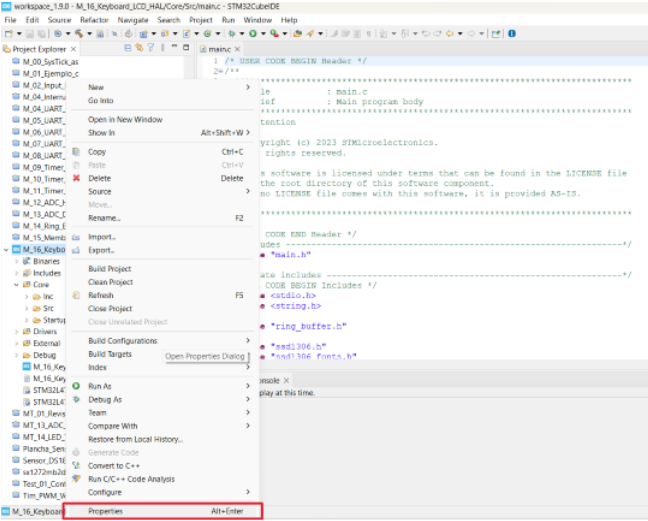 workspace_1.9.0 - M_16_Keyboard_LCD_HAL/Core/Src/main.c - STM32CubeIDE
File Edit Source Refactor Navigate Search Project Run Window Help
Project Explorer
main.c
M_00_SysTick_as
M_01_Ejemplo_c
M_02_Input_
M_04_Interru
M_04_UART_
M_05_UART_
M_06_UART_
M_07_UART_
M_08_UART_
M_09_Timer_
M_10_Timer_
M_11_Timer_
M_12_ADC_H
M_13_ADC_D
M_14_Ring_B
M_15_Memb
M_16_Keybo
Binaries
Includes
Core
Inc
Src
Startup
Drivers
External
Debug
M_16_Key
M_16_Key
STM32L4
STM32L4
MT_01_Revis
MT_13_ADC_
MT_14_LED_
Plancha_Sen
Sensor_DS1
sx1272mb2d
Test_01_Cont
Tim_PWM_W
M_16_Keyboard
New
Go Into
Open in New Window
Show In Alt+Shift+W
Copy Ctrl+C
Paste Ctrl+V
Delete Delete
Source
Move...
Rename... F2
Import...
Export...
Build Project
Clean Project
Refresh F5
Close Project
Close Unrelated Project
Build Configurations
Build Targets
Open Properties Dialog
Index
Run As
Debug As
Team
Compare With
Restore from Local History...
Generate Code
Convert to C++
Run C/C++ Code Analysis
Configure
Properties Alt+Enter
1 /* USER CODE BEGIN Header */
2 /**
le : main.c
ief : Main program body
tention
yright (c) 2023 STMicroelectronics.
rights reserved.
s software is licensed under terms that can be found in the LICENSE file
the root directory of this software component.
no LICENSE file comes with this software, it is provided AS-IS.
CODE END Header */
udes ---*/
e "main.h"
ate includes ---*/
CODE BEGIN Includes */
e <stdio.h>
e <string.h>
e "ring_buffer.h"
e "ssd1306.h"
e "ssd1306_fonts.h"
onsole
play at this time.